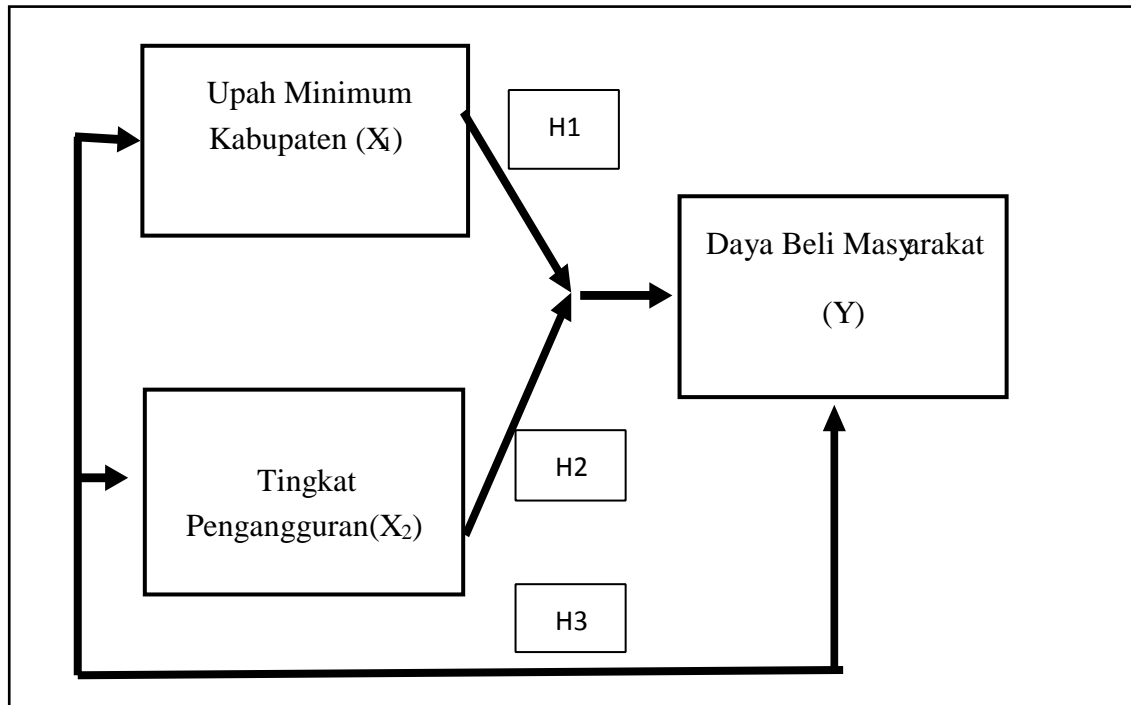 Upah Minimum
Kabupaten (X1)
H1
Daya Beli Masyarakat
(Y)
H2
Tingkat
Pengangguran(X2)
H3